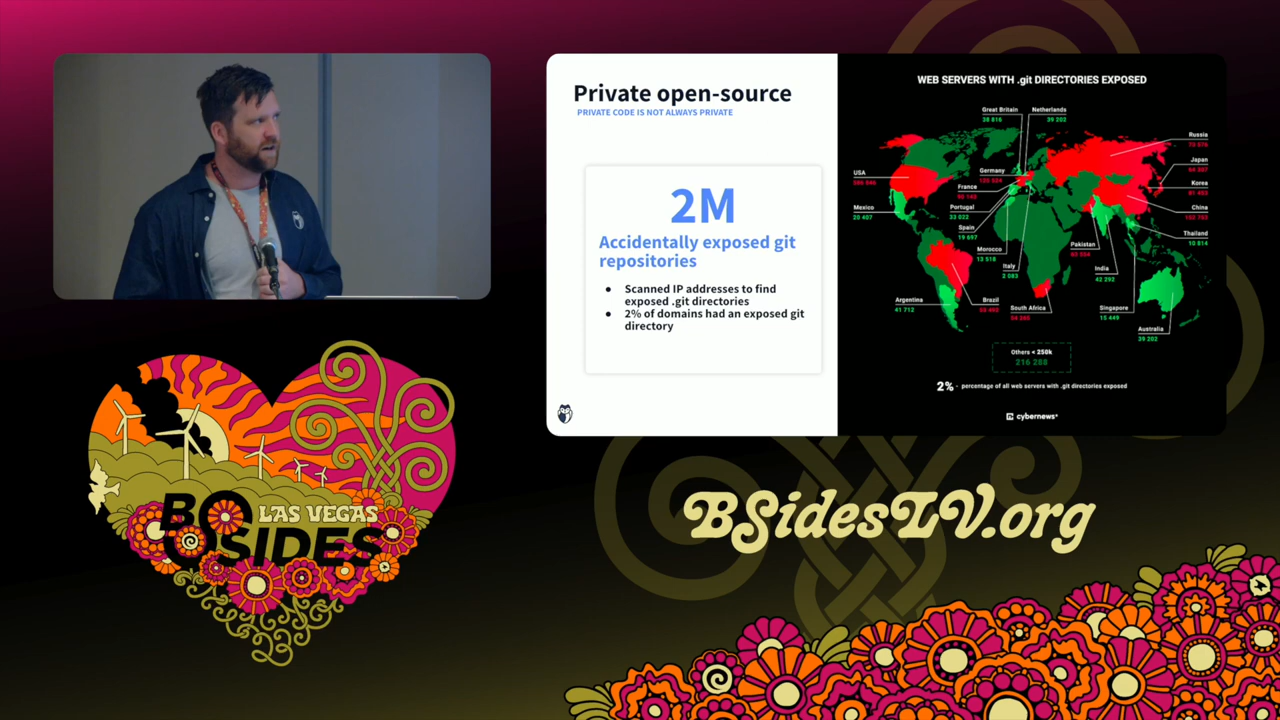 Private open-source
PRIVATE CODE IS NOT ALWAYS PRIVATE
2M
Accidentally exposed git
repositories
● Scanned IP addresses to find
exposed .git directories
● 2% of domains had an exposed git
directory
WEB SERVERS WITH .git DIRECTORIES EXPOSED
Great Britain
38 816
Netherlands
39 202
Russia
Japan
Korea
China
Thailand
10 814
USA
Mexico
20 407
Germany
France
Portugal
33 022
Spain
19 697
Morocco
13 518
Italy
2 083
Pakistan
India
42 292
Argentina
41 712
Brazil
South Africa
Singapore
15 449
Australia
39 202
Others < 250k
216 288
2% - percentage of all web servers with .git directories exposed
cybernews®
BSIDES
LAS VEGAS
23
BSidesLV.org